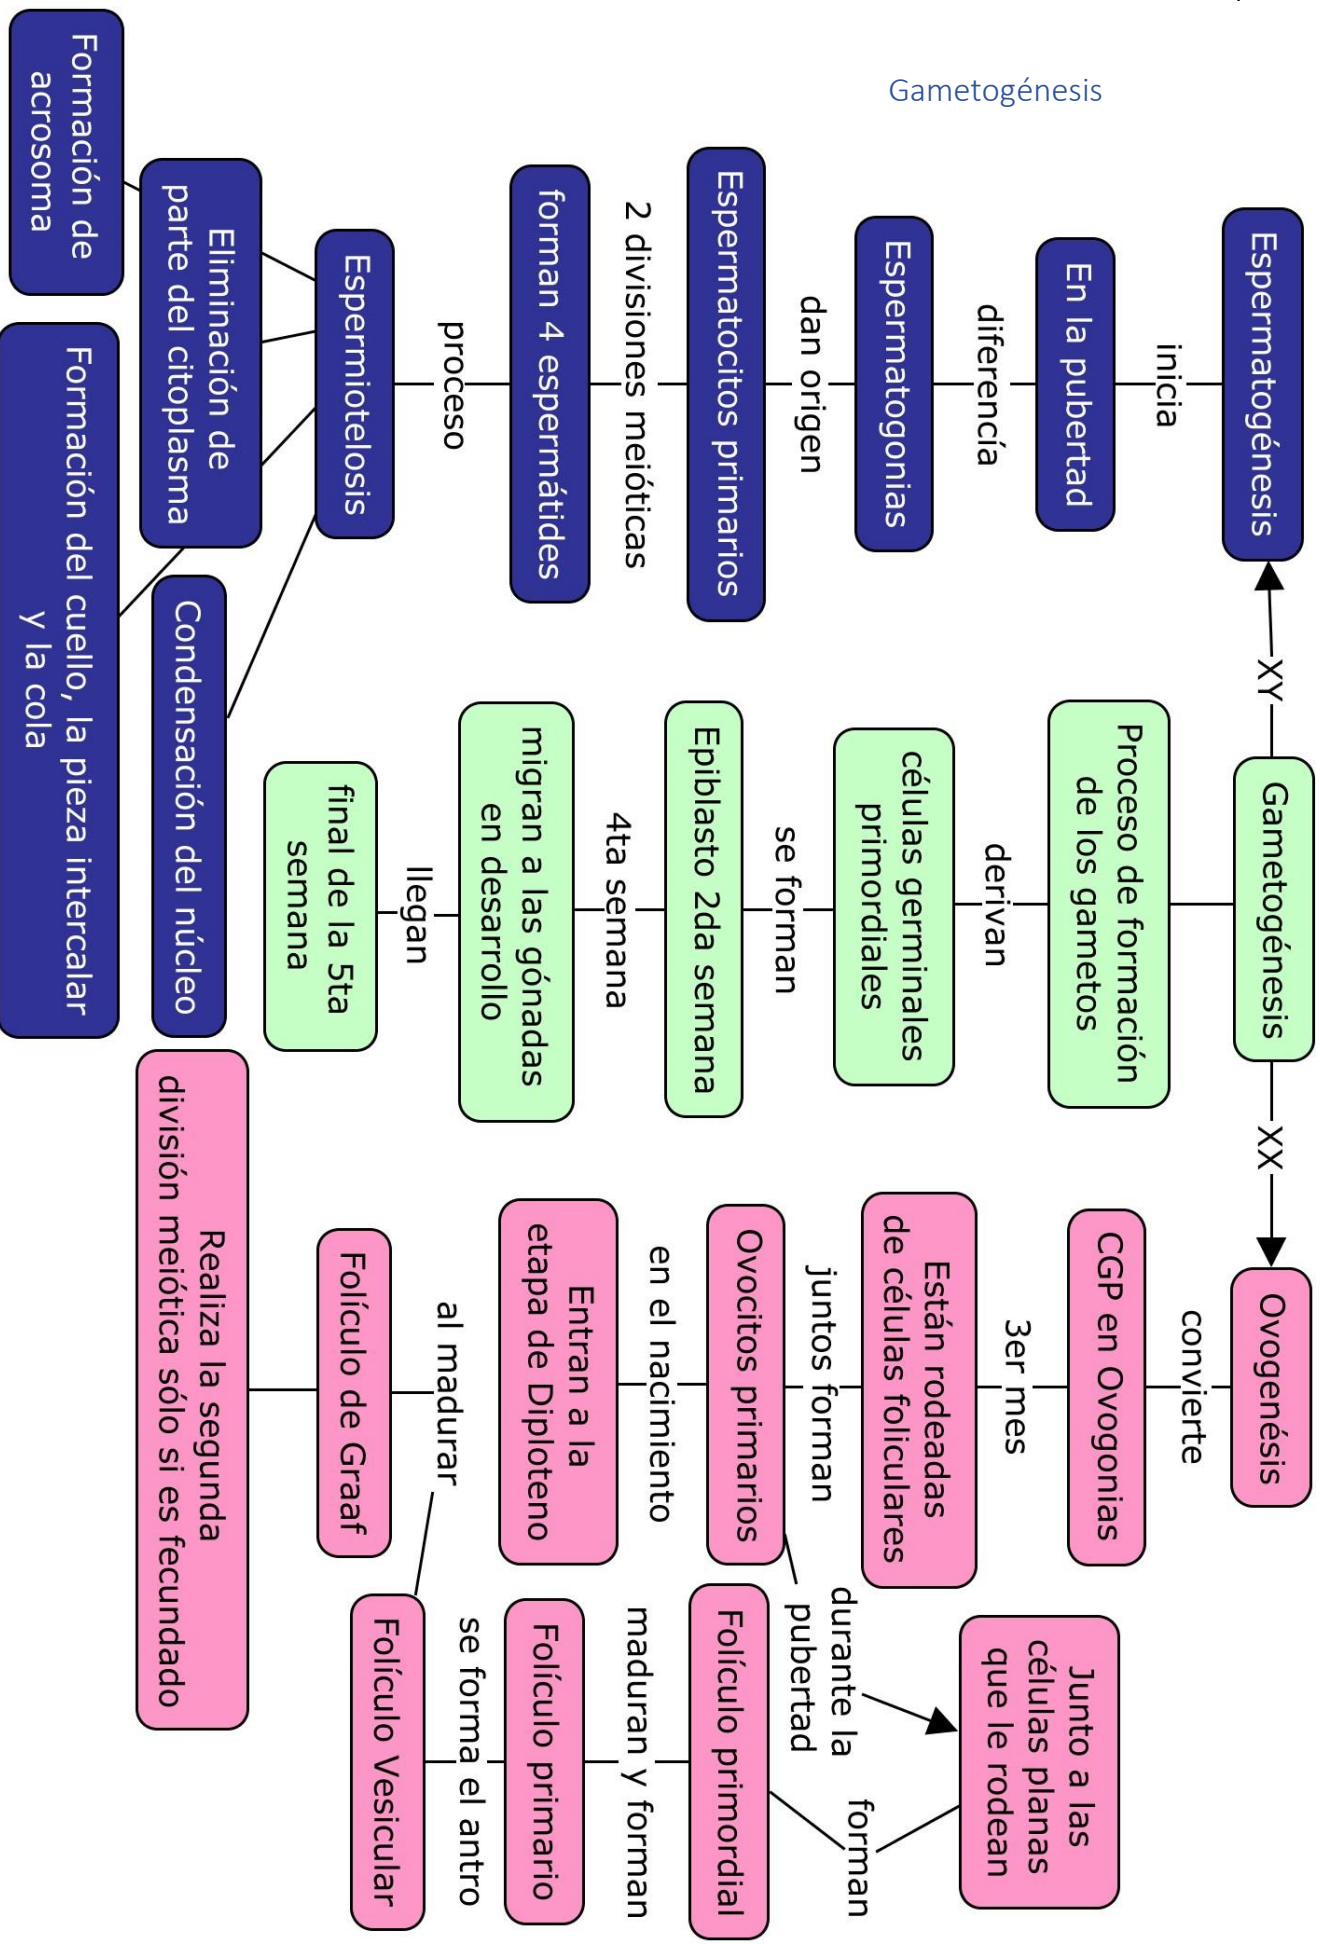 Gametogénesis
Espermatogénesis
XY
Gametogénesis
XX
Ovogenésis
inicia
En la pubertad
diferencía
Espermatogonias
dan origen
Espermatocitos primarios
2 divisiones meióticas
forman 4 espermátides
proceso
Espermiotelosis
Eliminación de
parte del citoplasma
Formación de
acrosoma
Formación del cuello, la pieza intercalar
y la cola
Condensación del núcleo
Proceso de formación
de los gametos
derivan
células germinales
primordiales
se forman
Epiblasto 2da semana
4ta semana
migran a las gónadas
en desarrollo
llegan
final de la 5ta
semana
convierte
CGP en Ovogonias
3er mes
Están rodeadas
de células foliculares
juntos forman
Ovocitos primarios
en el nacimiento
Entran a la
etapa de Diploteno
durante la
pubertad
Junto a las
células planas
que le rodean
forman
Folículo primordial
maduran y forman
Folículo primario
se forma el antro
Folículo Vesicular
al madurar
Folículo de Graaf
Realiza la segunda
división meiótica sólo si es fecundado